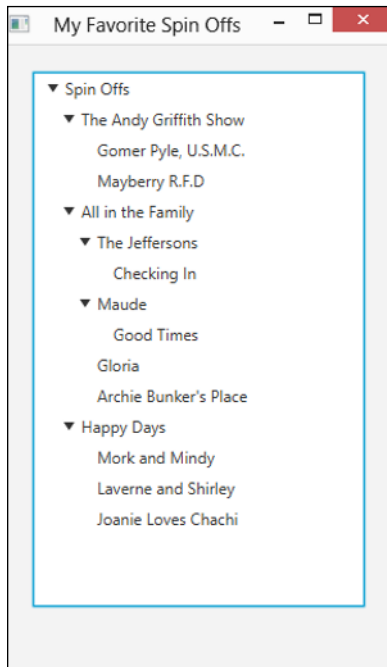 My Favorite Spin Offs
Spin Offs
The Andy Griffith Show
Gomer Pyle, U.S.M.C.
Mayberry R.F.D
All in the Family
The Jeffersons
Checking In
Maude
Good Times
Gloria
Archie Bunker's Place
Happy Days
Mork and Mindy
Laverne and Shirley
Joanie Loves Chachi